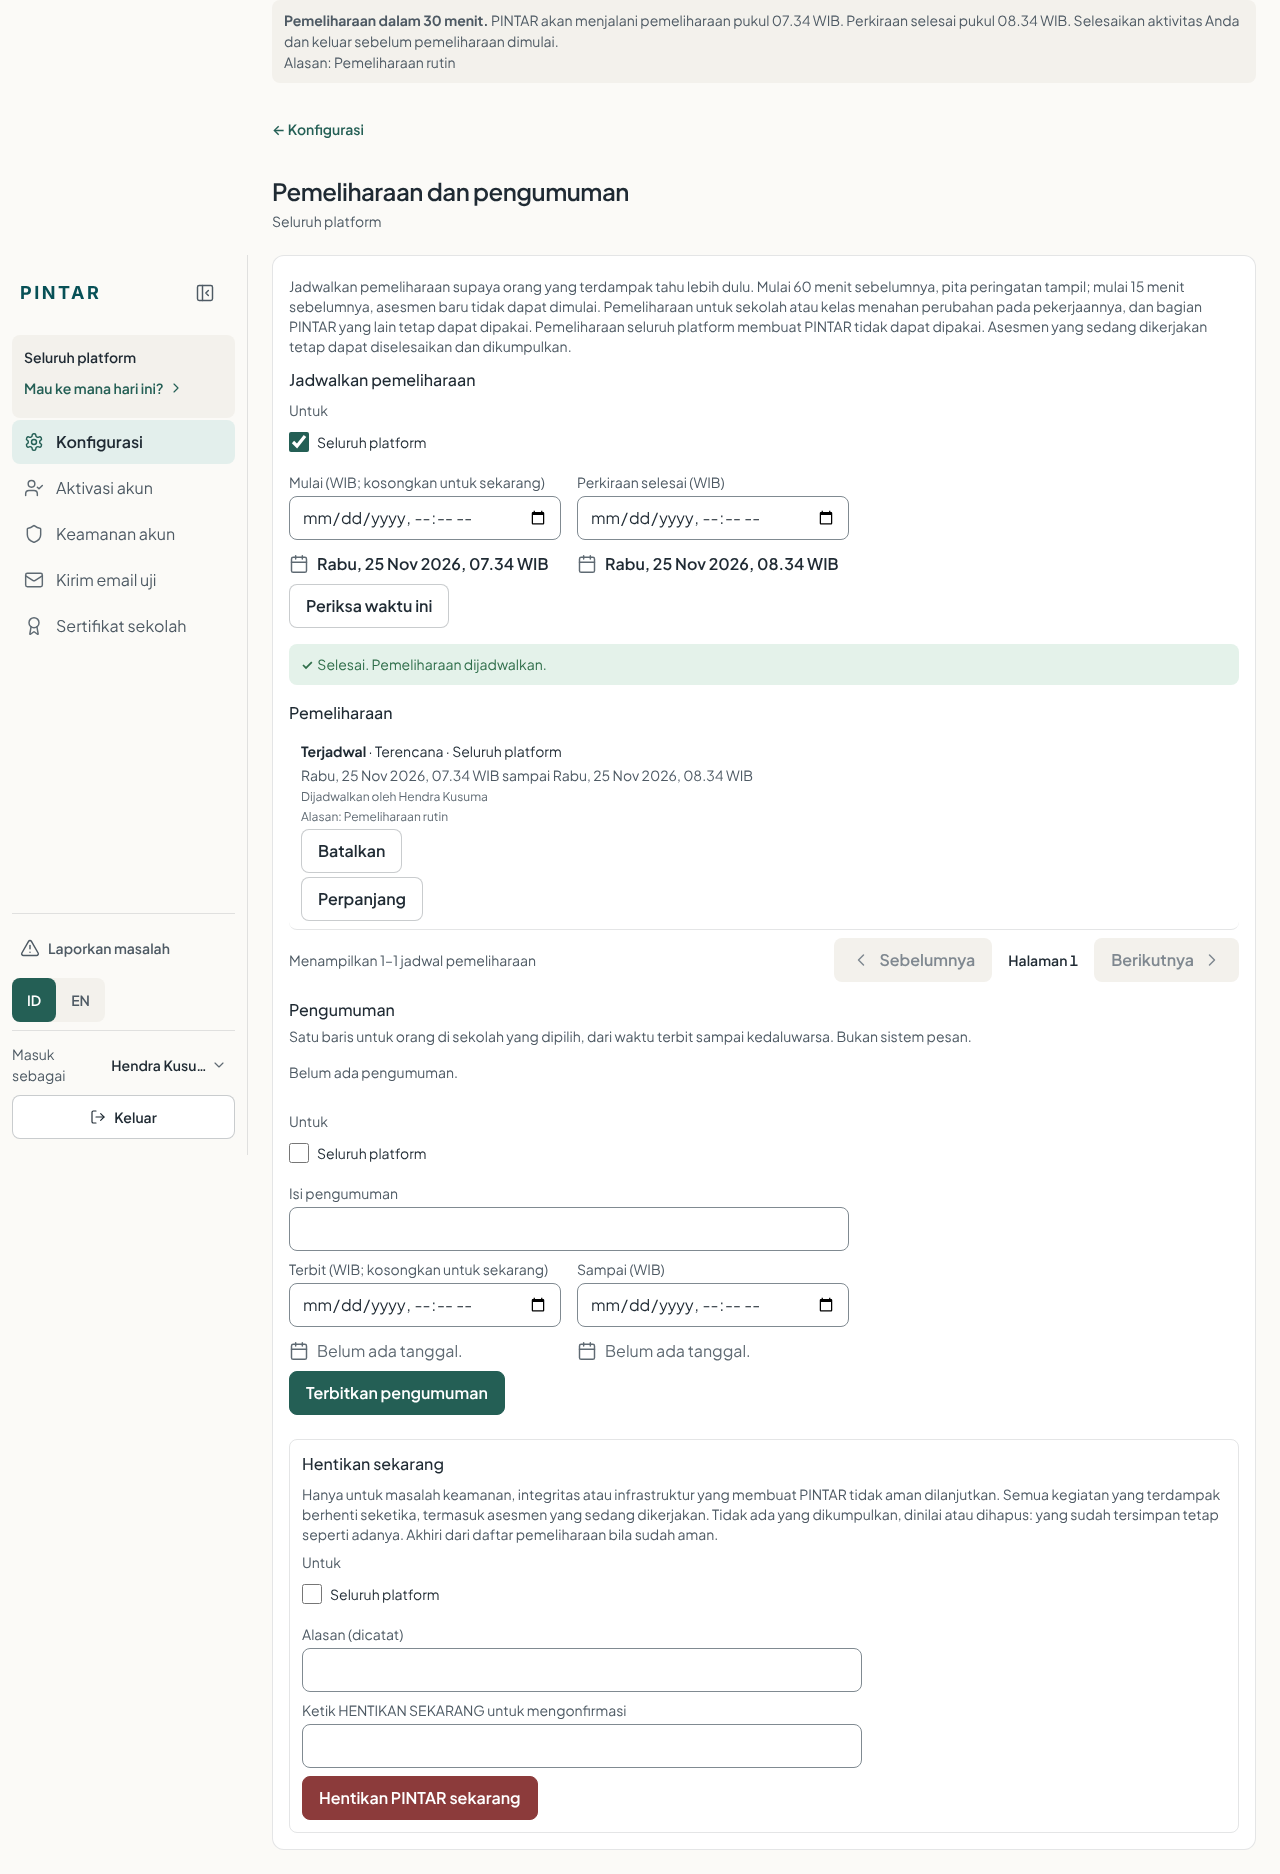 Pemeliharaan dalam 30 menit. PINTAR akan menjalani pemeliharaan pukul 07.34 WIB. Perkiraan selesai pukul 08.34 WIB. Selesaikan aktivitas Anda
dan keluar sebelum pemeliharaan dimulai.
Alasan: Pemeliharaan rutin
← Konfigurasi
Pemeliharaan dan pengumuman
Seluruh platform
PINTAR
Seluruh platform
Mau ke mana hari ini?
Konfigurasi
Aktivasi akun
Keamanan akun
Kirim email uji
Sertifikat sekolah
Laporkan masalah
ID EN
Masuk
sebagai
Hendra Kusu...
Keluar
Jadwalkan pemeliharaan supaya orang yang terdampak tahu lebih dulu. Mulai 60 menit sebelumnya, pita peringatan tampil; mulai 15 menit
sebelumnya, asesmen baru tidak dapat dimulai. Pemeliharaan untuk sekolah atau kelas menahan perubahan pada pekerjaannya, dan bagian
PINTAR yang lain tetap dapat dipakai. Pemeliharaan seluruh platform membuat PINTAR tidak dapat dipakai. Asesmen yang sedang dikerjakan
tetap dapat diselesaikan dan dikumpulkan.
Jadwalkan pemeliharaan
Untuk
Seluruh platform
Mulai (WIB; kosongkan untuk sekarang) Perkiraan selesai (WIB)
mm/dd/yyyy, --:-- -- mm/dd/yyyy, --:-- --
Rabu, 25 Nov 2026, 07.34 WIB Rabu, 25 Nov 2026, 08.34 WIB
Periksa waktu ini
✓ Selesai. Pemeliharaan dijadwalkan.
Pemeliharaan
Terjadwal · Terencana · Seluruh platform
Rabu, 25 Nov 2026, 07.34 WIB sampai Rabu, 25 Nov 2026, 08.34 WIB
Dijadwalkan oleh Hendra Kusuma
Alasan: Pemeliharaan rutin
Batalkan
Perpanjang
Menampilkan 1–1 jadwal pemeliharaan Sebelumnya Halaman 1 Berikutnya
Pengumuman
Satu baris untuk orang di sekolah yang dipilih, dari waktu terbit sampai kedaluwarsa. Bukan sistem pesan.
Belum ada pengumuman.
Untuk
Seluruh platform
Isi pengumuman
Terbit (WIB; kosongkan untuk sekarang) Sampai (WIB)
mm/dd/yyyy, --:-- -- mm/dd/yyyy, --:-- --
Belum ada tanggal. Belum ada tanggal.
Terbitkan pengumuman
Hentikan sekarang
Hanya untuk masalah keamanan, integritas atau infrastruktur yang membuat PINTAR tidak aman dilanjutkan. Semua kegiatan yang terdampak
berhenti seketika, termasuk asesmen yang sedang dikerjakan. Tidak ada yang dikumpulkan, dinilai atau dihapus: yang sudah tersimpan tetap
seperti adanya. Akhiri dari daftar pemeliharaan bila sudah aman.
Untuk
Seluruh platform
Alasan (dicatat)
Ketik HENTIKAN SEKARANG untuk mengonfirmasi
Hentikan PINTAR sekarang